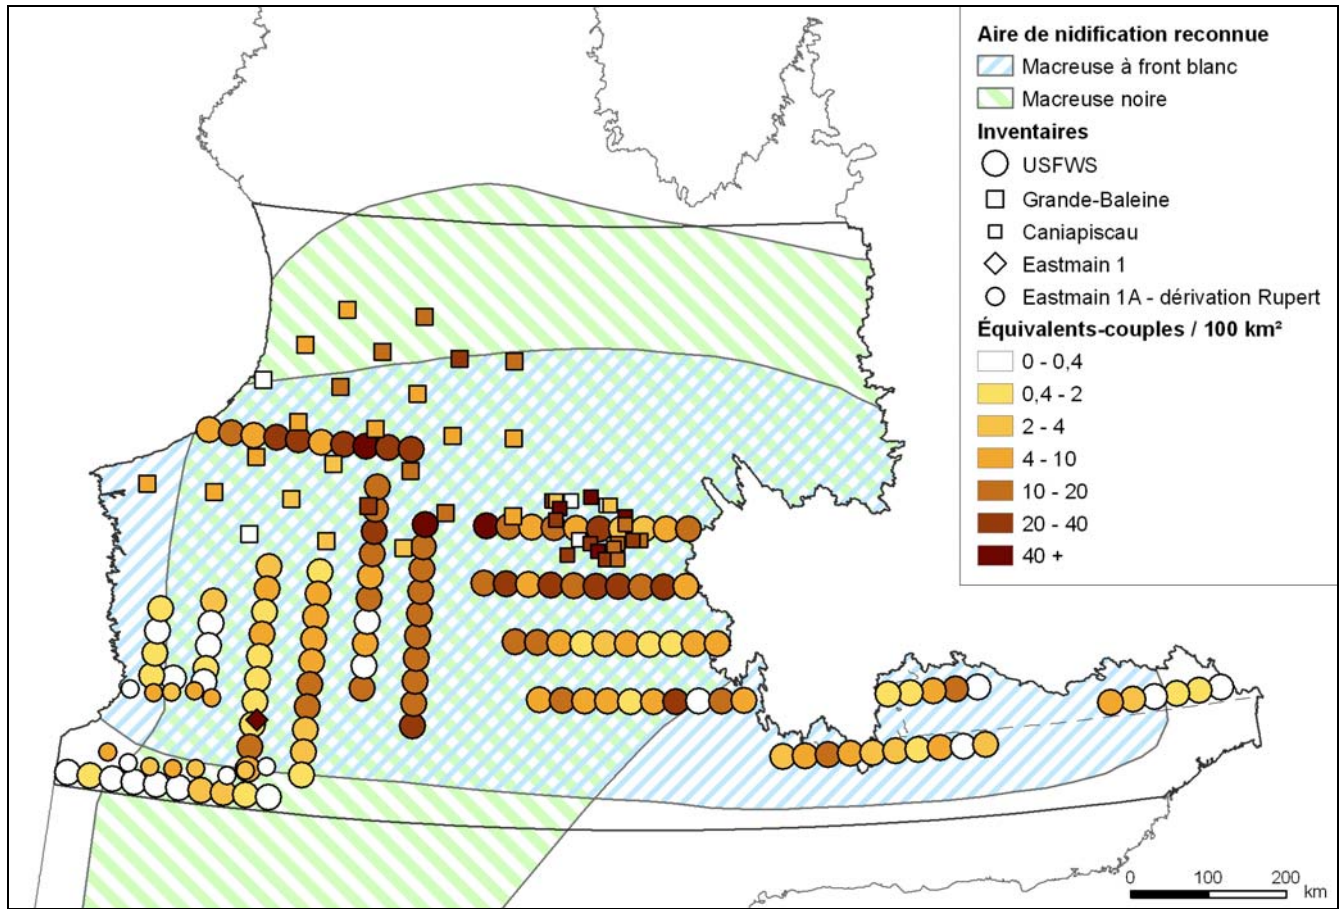 Aire de nidification reconnue
Macreuse à front blanc
Macreuse noire
Inventaires
USFWS
Grande-Baleine
Caniapiscau
Eastmain 1
Eastmain 1A - dérivation Rupert
Équivalents-couples / 100 km²
0 - 0,4
0,4 - 2
2 - 4
4 - 10
10 - 20
20 - 40
40 +
0 100 200
km